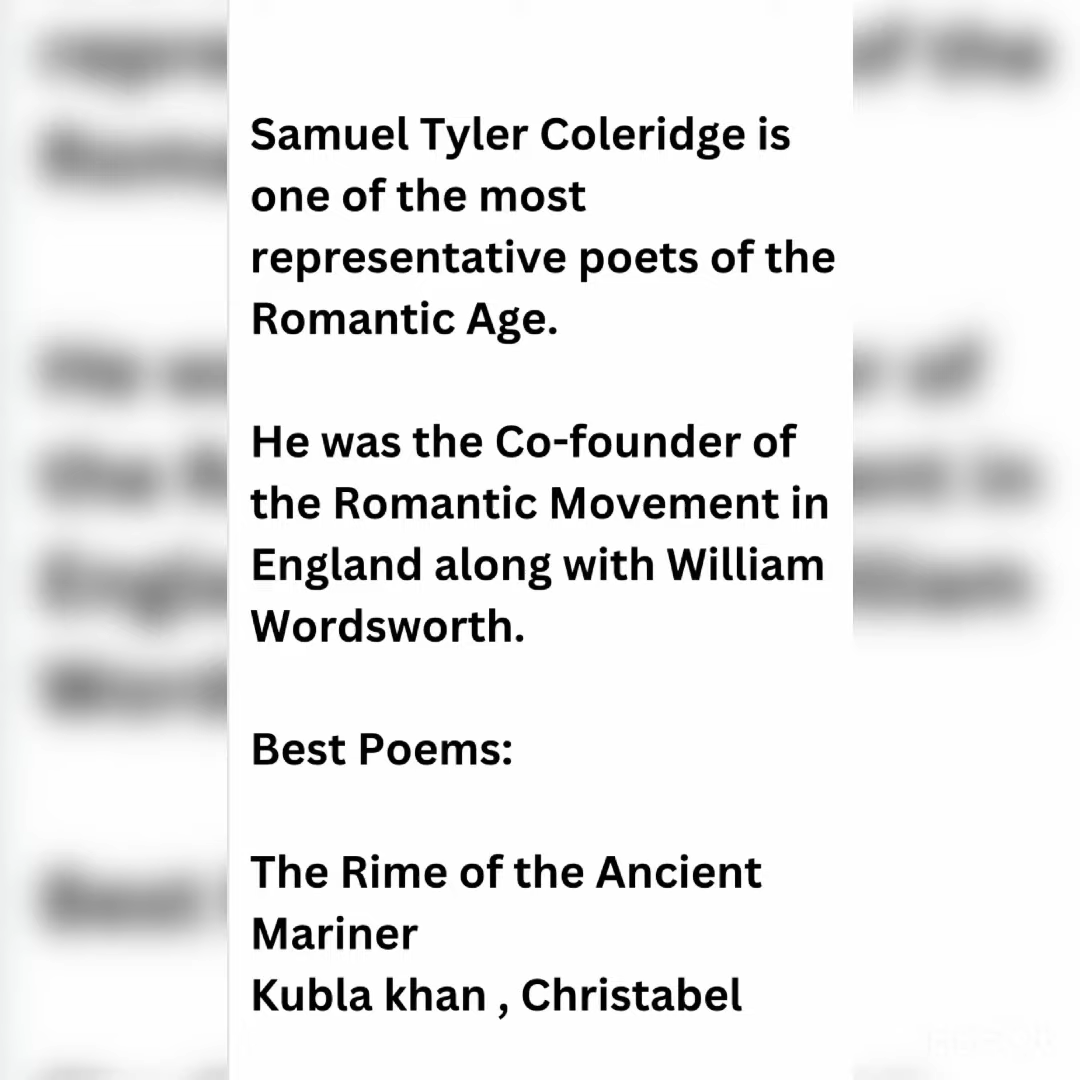 Samuel Tyler Coleridge is
one of the most
representative poets of the
Romantic Age.
He was the Co-founder of
the Romantic Movement in
England along with William
Wordsworth.
Best Poems:
The Rime of the Ancient
Mariner
Kubla khan , Christabel